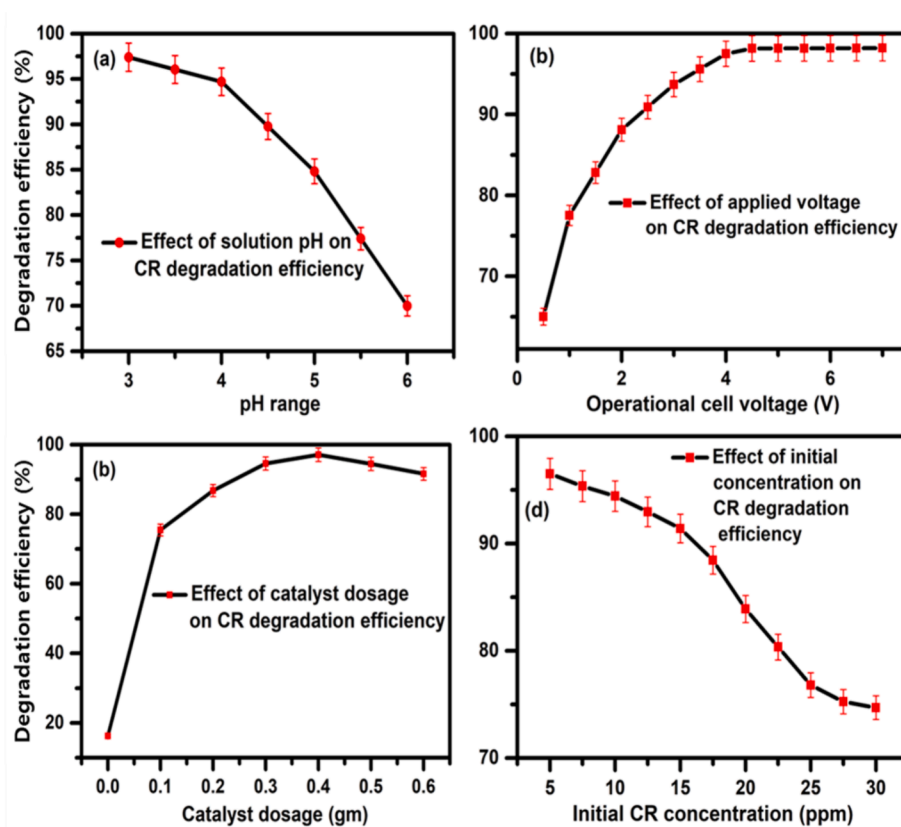 Degradation efficiency (%)
100
95
90
85
80
75
70
65
(a)
Effect of solution pH on
CR degradation efficiency
3
4
5
6
pH range
100
90
80
70
(b)
Effect of applied voltage
on CR degradation efficiency
0
2
4
6
Operational cell voltage (V)
Degradation efficiency (%)
100
80
60
40
20
(b)
Effect of catalyst dosage
on CR degradation efficiency
0.0
0.1
0.2
0.3
0.4
0.5
0.6
Catalyst dosage (gm)
100
90
80
70
(d)
Effect of initial
concentration on
CR degradation
efficiency
5
10
15
20
25
30
Initial CR concentration (ppm)